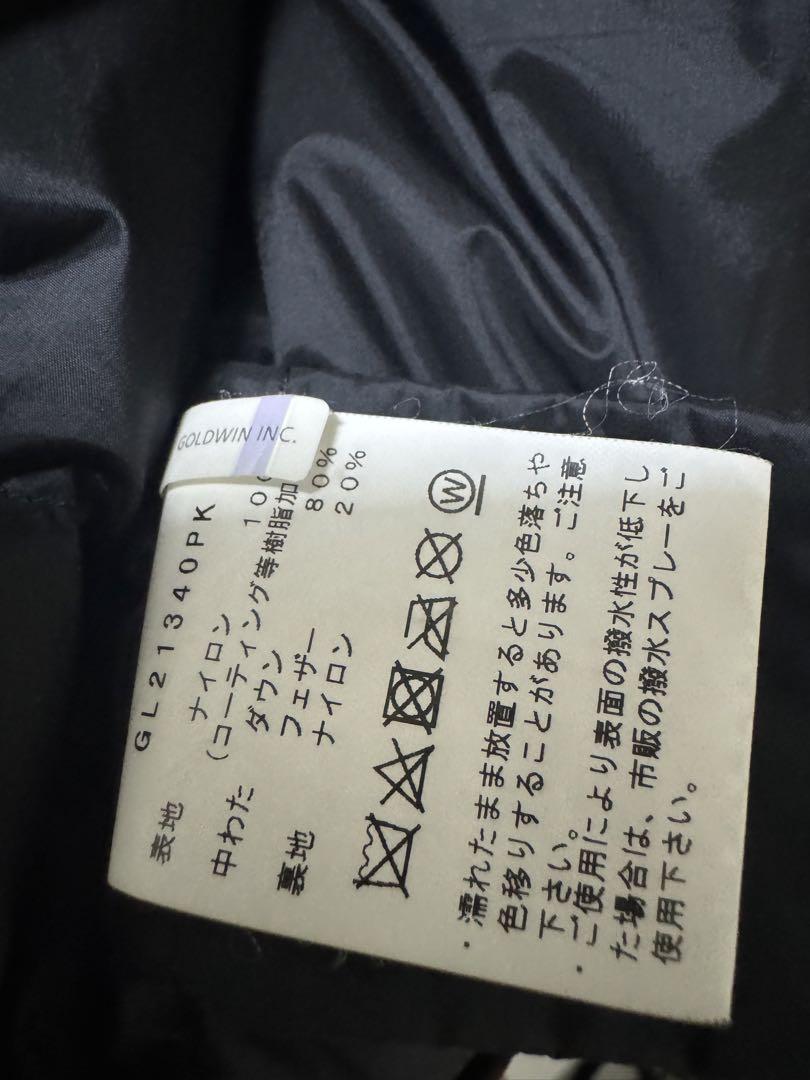 GOLDWIN INC.
GL21340PK
表地 ナイロン 10
(コーティング等樹脂加
中わた ダウン 80%
フェザー 20%
裏地 ナイロン
W
・濡れたまま放置すると多少色落ちや
色移りすることがあります。ご注意
下さい。
・ご使用により表面の撥水性が低下し
た場合は、市販の撥水スプレーをご
使用下さい。